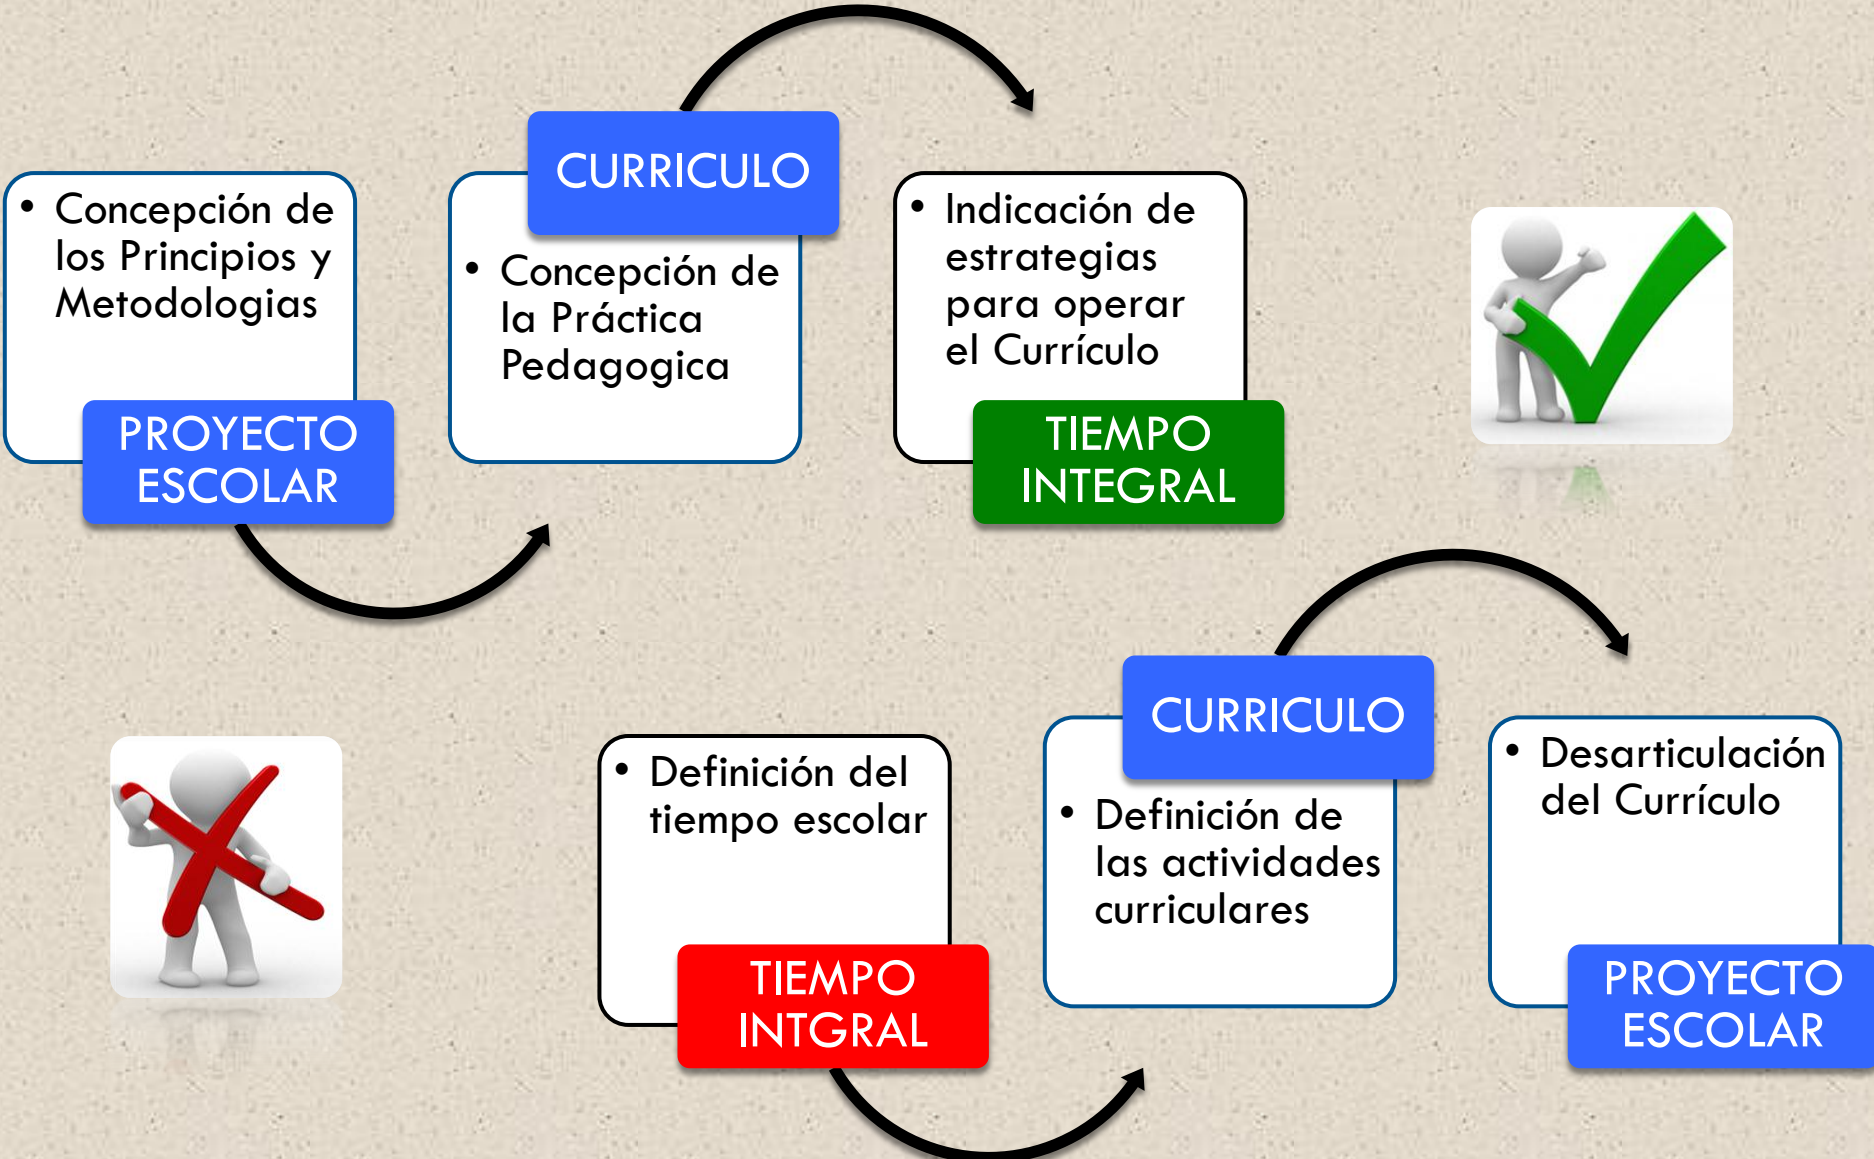 • Concepción de
los Principios y
Metodologias
PROYECTO
ESCOLAR
CURRICULO
• Concepción de
la Práctica
Pedagogica
• Indicación de
estrategias
para operar
el Currículo
TIEMPO
INTEGRAL
• Definición del
tiempo escolar
TIEMPO
INTGRAL
CURRICULO
• Definición de
las actividades
curriculares
• Desarticulación
del Currículo
PROYECTO
ESCOLAR